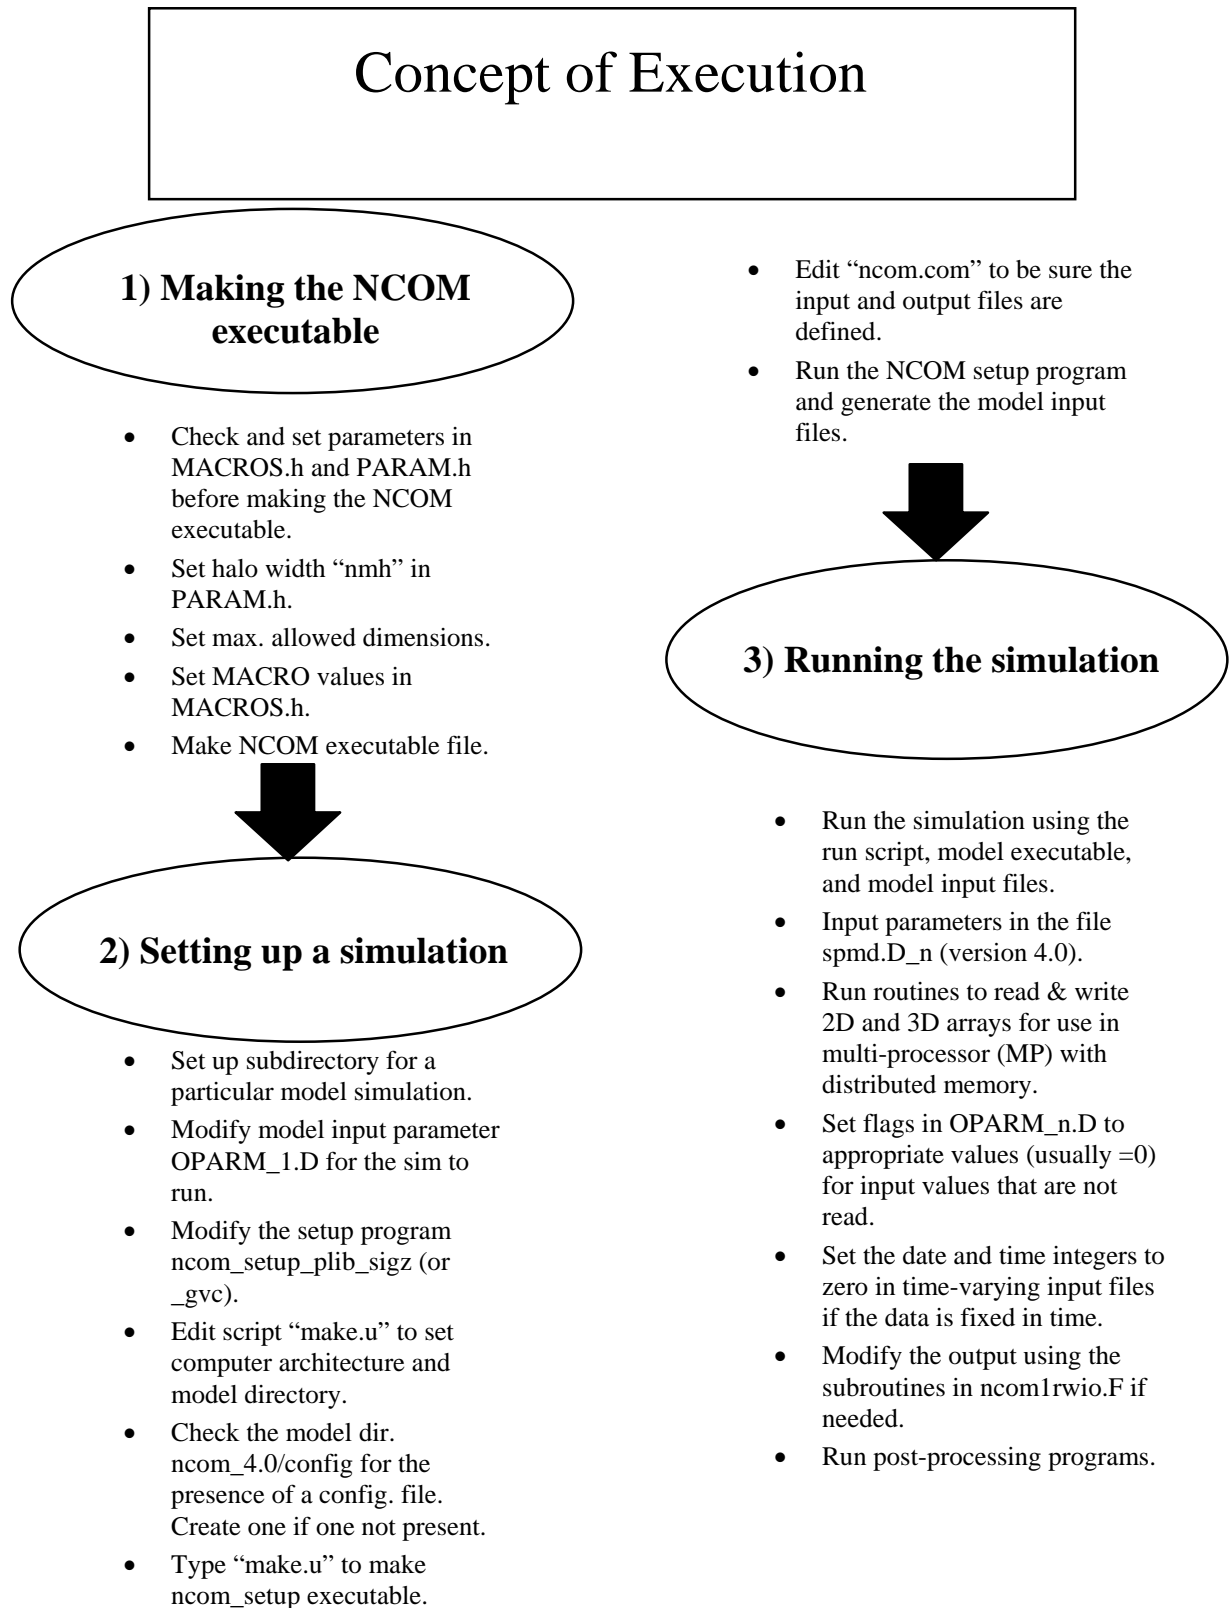 Concept of Execution
1) Making the NCOM
executable
• Check and set parameters in
MACROS.h and PARAM.h
before making the NCOM
executable.
• Set halo width “nmh” in
PARAM.h.
• Set max. allowed dimensions.
• Set MACRO values in
MACROS.h.
• Make NCOM executable file.
2) Setting up a simulation
• Set up subdirectory for a
particular model simulation.
• Modify model input parameter
OPARM_1.D for the sim to
run.
• Modify the setup program
ncom_setup_plib_sigz (or
_gvc).
• Edit script “make.u” to set
computer architecture and
model directory.
• Check the model dir.
ncom_4.0/config for the
presence of a config. file.
Create one if one not present.
• Type “make.u” to make
ncom_setup executable.
• Edit “ncom.com” to be sure the
input and output files are
defined.
• Run the NCOM setup program
and generate the model input
files.
3) Running the simulation
• Run the simulation using the
run script, model executable,
and model input files.
• Input parameters in the file
spmd.D_n (version 4.0).
• Run routines to read & write
2D and 3D arrays for use in
multi-processor (MP) with
distributed memory.
• Set flags in OPARM_n.D to
appropriate values (usually =0)
for input values that are not
read.
• Set the date and time integers to
zero in time-varying input files
if the data is fixed in time.
• Modify the output using the
subroutines in ncom1rwio.F if
needed.
• Run post-processing programs.